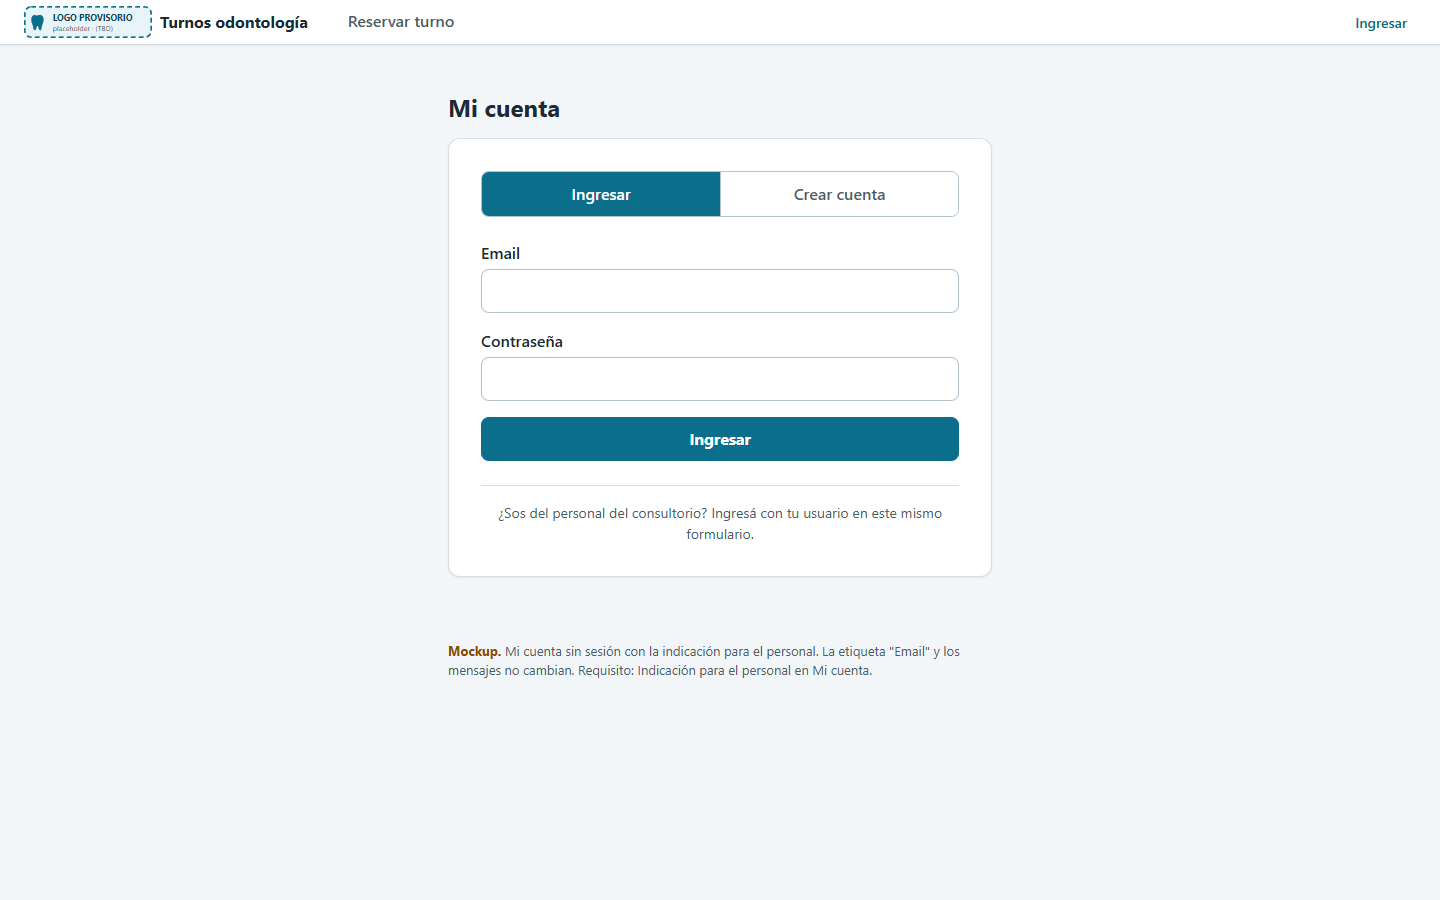 LOGO PROVISORIO
placeholder · (TBD)
Turnos odontología
Reservar turno
Ingresar
Mi cuenta
Ingresar
Crear cuenta
Email
Contraseña
Ingresar
¿Sos del personal del consultorio? Ingresá con tu usuario en este mismo
formulario.
Mockup. Mi cuenta sin sesión con la indicación para el personal. La etiqueta "Email" y los
mensajes no cambian. Requisito: Indicación para el personal en Mi cuenta.